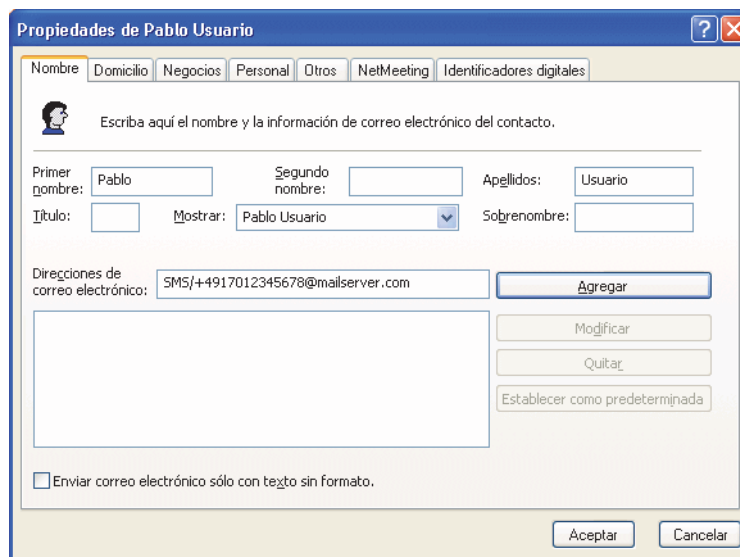 Propiedades de Pablo Usuario
Nombre Domicilio Negocios Personal Otros NetMeeting Identificadores digitales
Escriba aquí el nombre y la información de correo electrónico del contacto.
Primer nombre: Pablo Segundo nombre: Apellidos: Usuario
Título: Mostrar: Pablo Usuario Sobrenombre:
Direcciones de correo electrónico: SMS/+4917012345678@mailserver.com Agregar
Modificar
Quitar
Establecer como predeterminada
Enviar correo electrónico sólo con texto sin formato.
Aceptar Cancelar